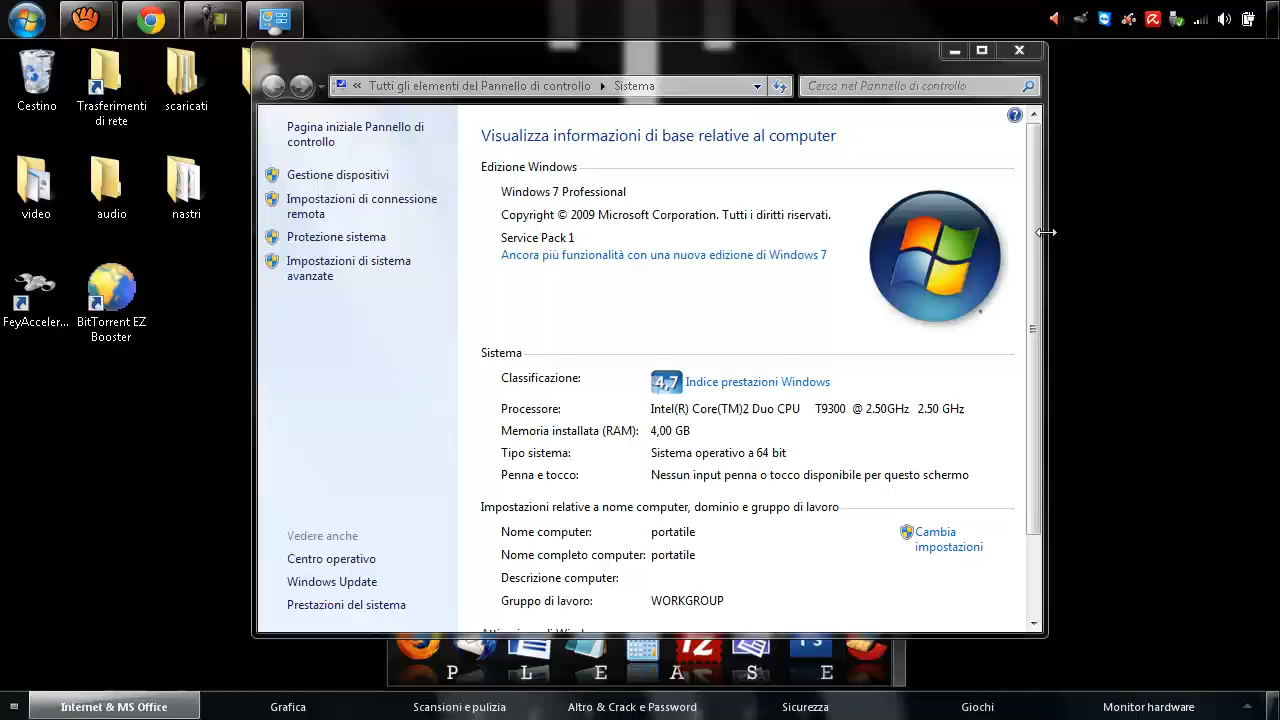 Cestino
Trasferimenti di rete
scaricati
video
audio
nastri
FeyAcceler...
BitTorrent EZ Booster
Tutti gli elementi del Pannello di controllo
Sistema
Cerca nel Pannello di controllo
Pagina iniziale Pannello di
controllo
Gestione dispositivi
Impostazioni di connessione
remota
Protezione sistema
Impostazioni di sistema
avanzate
Vedere anche
Centro operativo
Windows Update
Prestazioni del sistema
Visualizza informazioni di base relative al computer
Edizione Windows
Windows 7 Professional
Copyright © 2009 Microsoft Corporation. Tutti i diritti riservati.
Service Pack 1
Ancora più funzionalità con una nuova edizione di Windows 7
Sistema
Classificazione: 4,7 Indice prestazioni Windows
Processore: Intel(R) Core(TM)2 Duo CPU T9300 @ 2.50GHz 2.50 GHz
Memoria installata (RAM): 4,00 GB
Tipo sistema: Sistema operativo a 64 bit
Penna e tocco: Nessun input penna o tocco disponibile per questo schermo
Impostazioni relative a nome computer, dominio e gruppo di lavoro
Nome computer: portatile
Cambia
impostazioni
Nome completo computer: portatile
Descrizione computer:
Gruppo di lavoro: WORKGROUP
P L E A S E
Internet & MS Office
Grafica
Scansioni e pulizia
Altro & Crack e Password
Sicurezza
Giochi
Monitor hardware